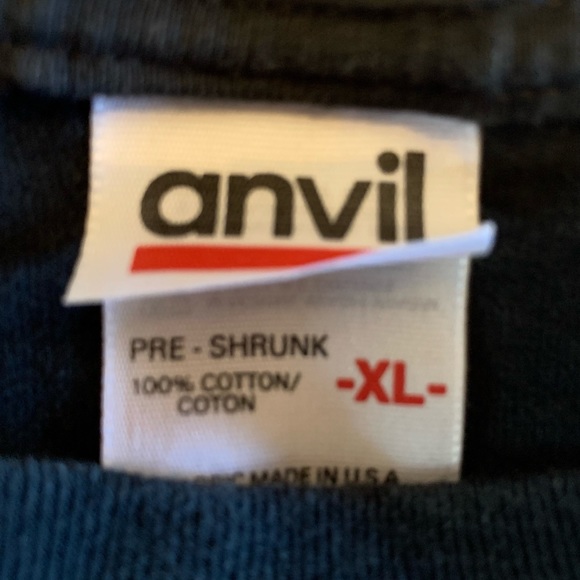 anvil
PRE - SHRUNK
100% COTTON/
COTON
-XL-
MADE IN U.S.A